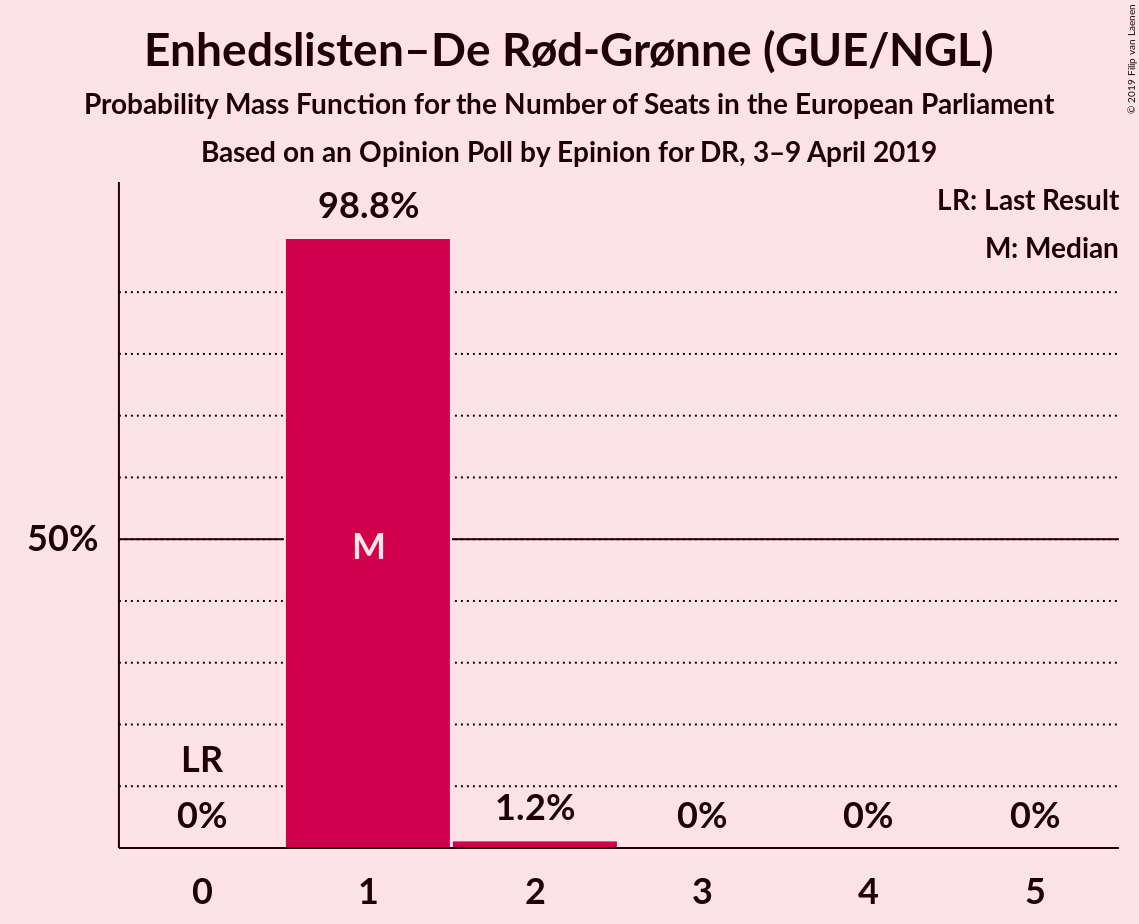 Enhedslisten–De Rød-Grønne (GUE/NGL)
Probability Mass Function for the Number of Seats in the European Parliament
Based on an Opinion Poll by Epinion for DR, 3–9 April 2019
© 2019 Filip van Laenen
LR: Last Result
M: Median
98.8%
50%
M
LR
0%
1.2%
0%
0%
0%
0
1
2
3
4
5